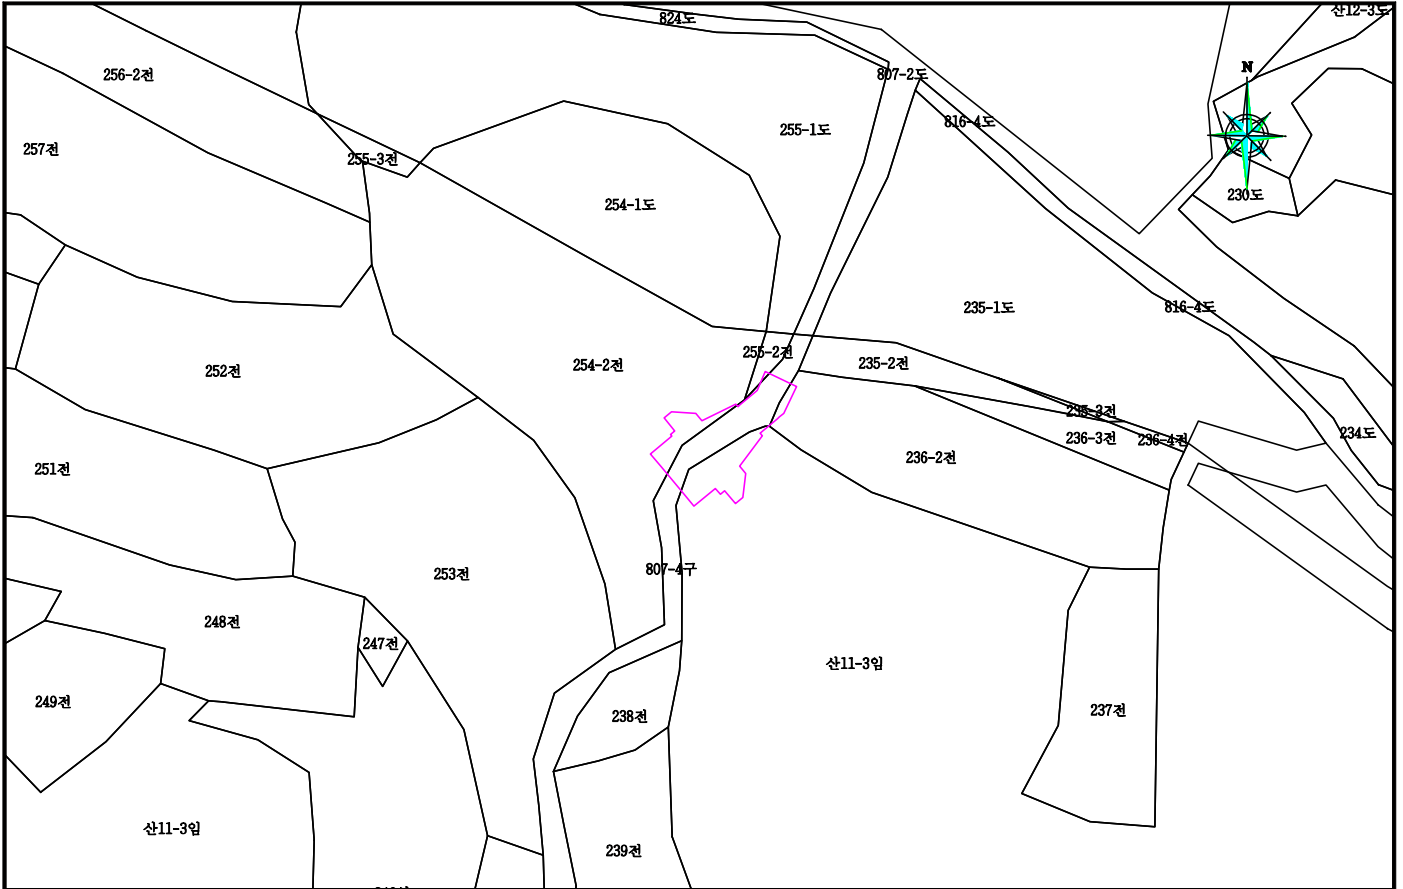 산12-3도
824도
N
256-2전
807-2도
816-4도
255-1도
257전
255-3전
230도
254-1도
235-1도
816-4도
255-2전
235-2전
254-2전
252전
235-3전
234도
236-3전
236-4전
236-2전
251전
807-4구
253전
248전
247전
산11-3임
249전
238전
237전
산11-3임
239전